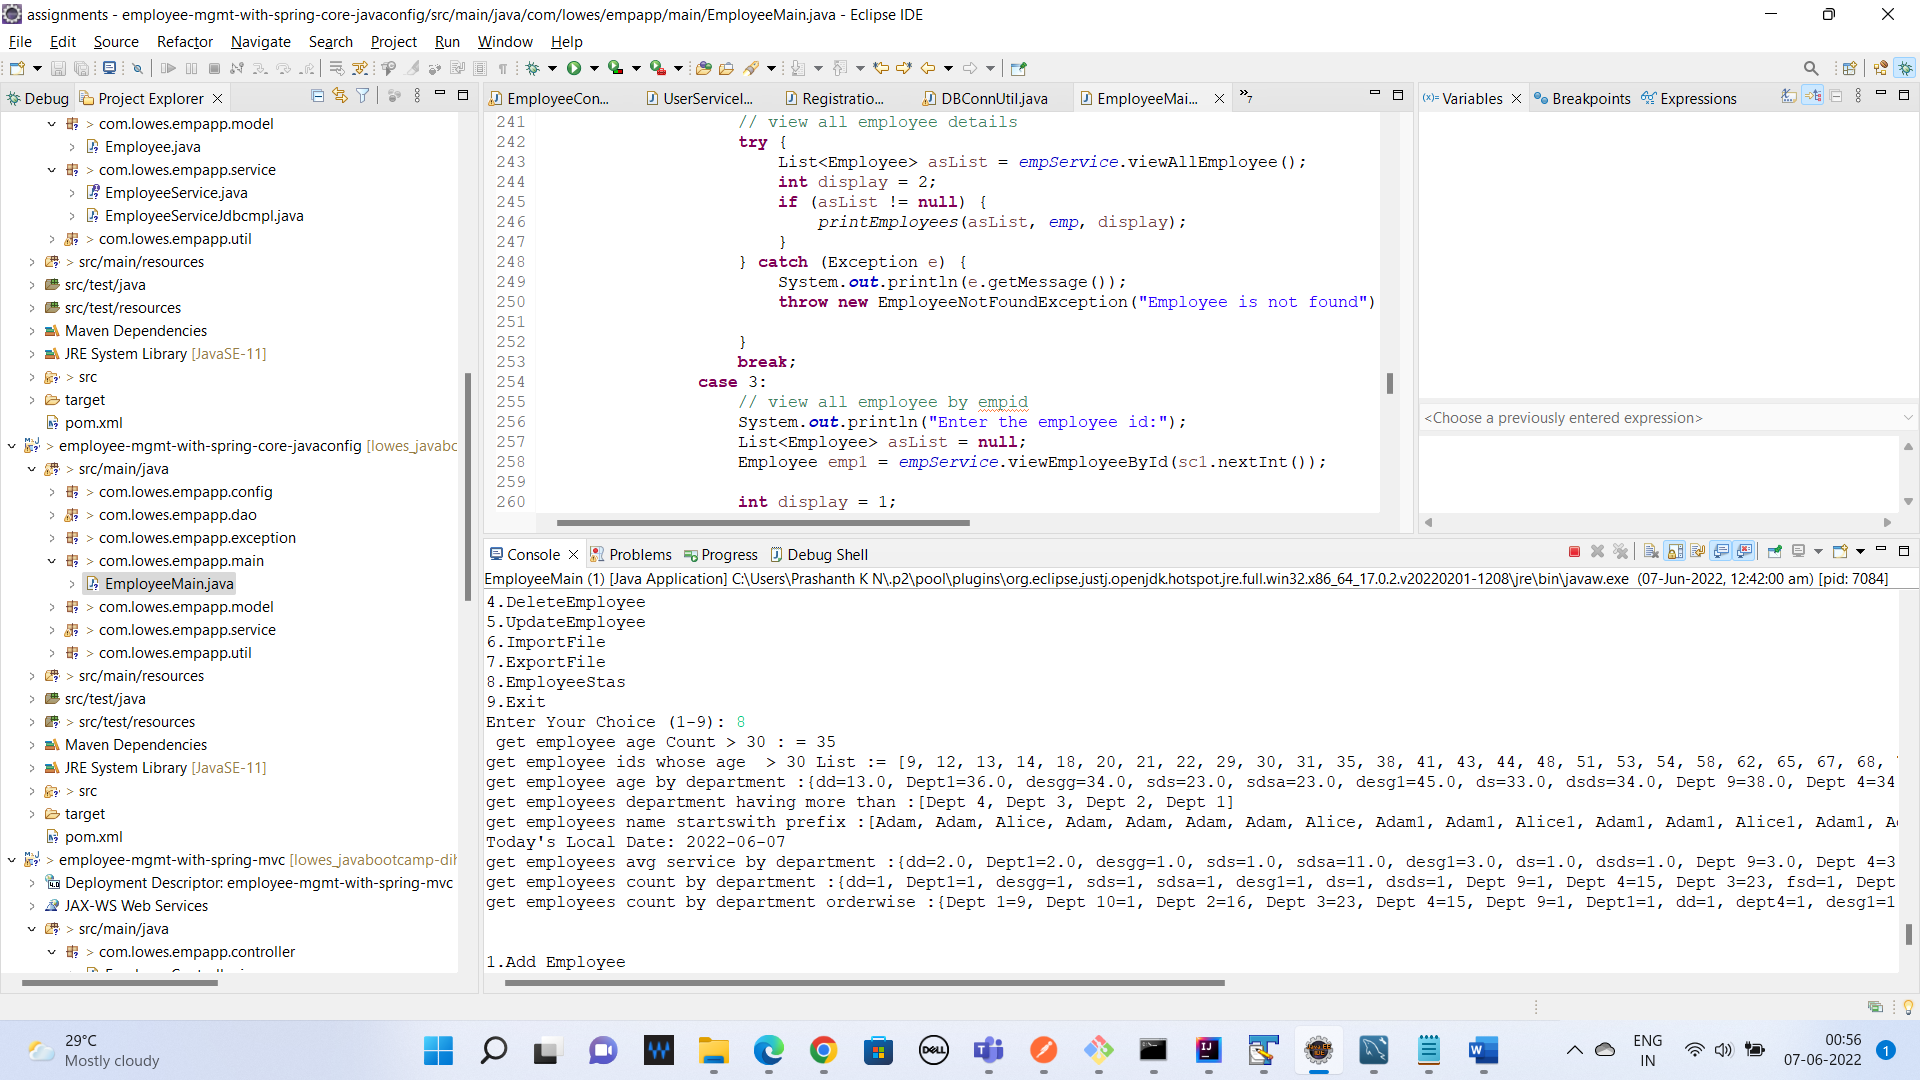 assignments - employee-mgmt-with-spring-core-javaconfig/src/main/java/com/lowes/empapp/main/EmployeeMain.java - Eclipse IDE
File Edit Source Refactor Navigate Search Project Run Window Help
Debug Project Explorer
> com.lowes.empapp.model
Employee.java
> com.lowes.empapp.service
EmployeeService.java
EmployeeServiceJdbcmpl.java
> com.lowes.empapp.util
> src/main/resources
src/test/java
src/test/resources
Maven Dependencies
JRE System Library [JavaSE-11]
> src
target
pom.xml
> employee-mgmt-with-spring-core-javaconfig [lowes_javabc
> src/main/java
> com.lowes.empapp.config
> com.lowes.empapp.dao
> com.lowes.empapp.exception
> com.lowes.empapp.main
EmployeeMain.java
> com.lowes.empapp.model
> com.lowes.empapp.service
> com.lowes.empapp.util
> src/main/resources
src/test/java
> src/test/resources
Maven Dependencies
JRE System Library [JavaSE-11]
> src
target
pom.xml
> employee-mgmt-with-spring-mvc [lowes_javabootcamp-dih
Deployment Descriptor: employee-mgmt-with-spring-mvc
JAX-WS Web Services
> src/main/java
> com.lowes.empapp.controller
EmployeeCon... UserServiceI... Registratio... DBConnUtil.java EmployeeMai... »7
241 // view all employee details
242 try {
243 List<Employee> asList = empService.viewAllEmployee();
244 int display = 2;
245 if (asList != null) {
246 printEmployees(asList, emp, display);
247 }
248 } catch (Exception e) {
249 System.out.println(e.getMessage());
250 throw new EmployeeNotFoundException("Employee is not found")
251
252 }
253 break;
254 case 3:
255 // view all employee by empid
256 System.out.println("Enter the employee id:");
257 List<Employee> asList = null;
258 Employee emp1 = empService.viewEmployeeById(sc1.nextInt());
259
260 int display = 1;
(x)= Variables Breakpoints Expressions
<Choose a previously entered expression>
Console Problems Progress Debug Shell
EmployeeMain (1) [Java Application] C:\Users\Prashanth K N\.p2\pool\plugins\org.eclipse.justj.openjdk.hotspot.jre.full.win32.x86_64_17.0.2.v20220201-1208\jre\bin\javaw.exe (07-Jun-2022, 12:42:00 am) [pid: 7084]
4.DeleteEmployee
5.UpdateEmployee
6.ImportFile
7.ExportFile
8.EmployeeStas
9.Exit
Enter Your Choice (1-9): 8
get employee age Count > 30 : = 35
get employee ids whose age > 30 List := [9, 12, 13, 14, 18, 20, 21, 22, 29, 30, 31, 35, 38, 41, 43, 44, 48, 51, 53, 54, 58, 62, 65, 67, 68,
get employee age by department :{dd=13.0, Dept1=36.0, desgg=34.0, sds=23.0, sdsa=23.0, desg1=45.0, ds=33.0, dsds=34.0, Dept 9=38.0, Dept 4=34
get employees department having more than :[Dept 4, Dept 3, Dept 2, Dept 1]
get employees name startswith prefix :[Adam, Adam, Alice, Adam, Adam, Adam, Adam, Alice, Adam1, Adam1, Alice1, Adam1, Adam1, Alice1, Adam1, A
Today's Local Date: 2022-06-07
get employees avg service by department :{dd=2.0, Dept1=2.0, desgg=1.0, sds=1.0, sdsa=11.0, desg1=3.0, ds=1.0, dsds=1.0, Dept 9=3.0, Dept 4=3
get employees count by department :{dd=1, Dept1=1, desgg=1, sds=1, sdsa=1, desg1=1, ds=1, dsds=1, Dept 9=1, Dept 4=15, Dept 3=23, fsd=1, Dept
get employees count by department orderwise :{Dept 1=9, Dept 10=1, Dept 2=16, Dept 3=23, Dept 4=15, Dept 9=1, Dept1=1, dd=1, dept4=1, desg1=1
1.Add Employee
29°C
Mostly cloudy
DELL
ENG
IN
00:56
07-06-2022
1